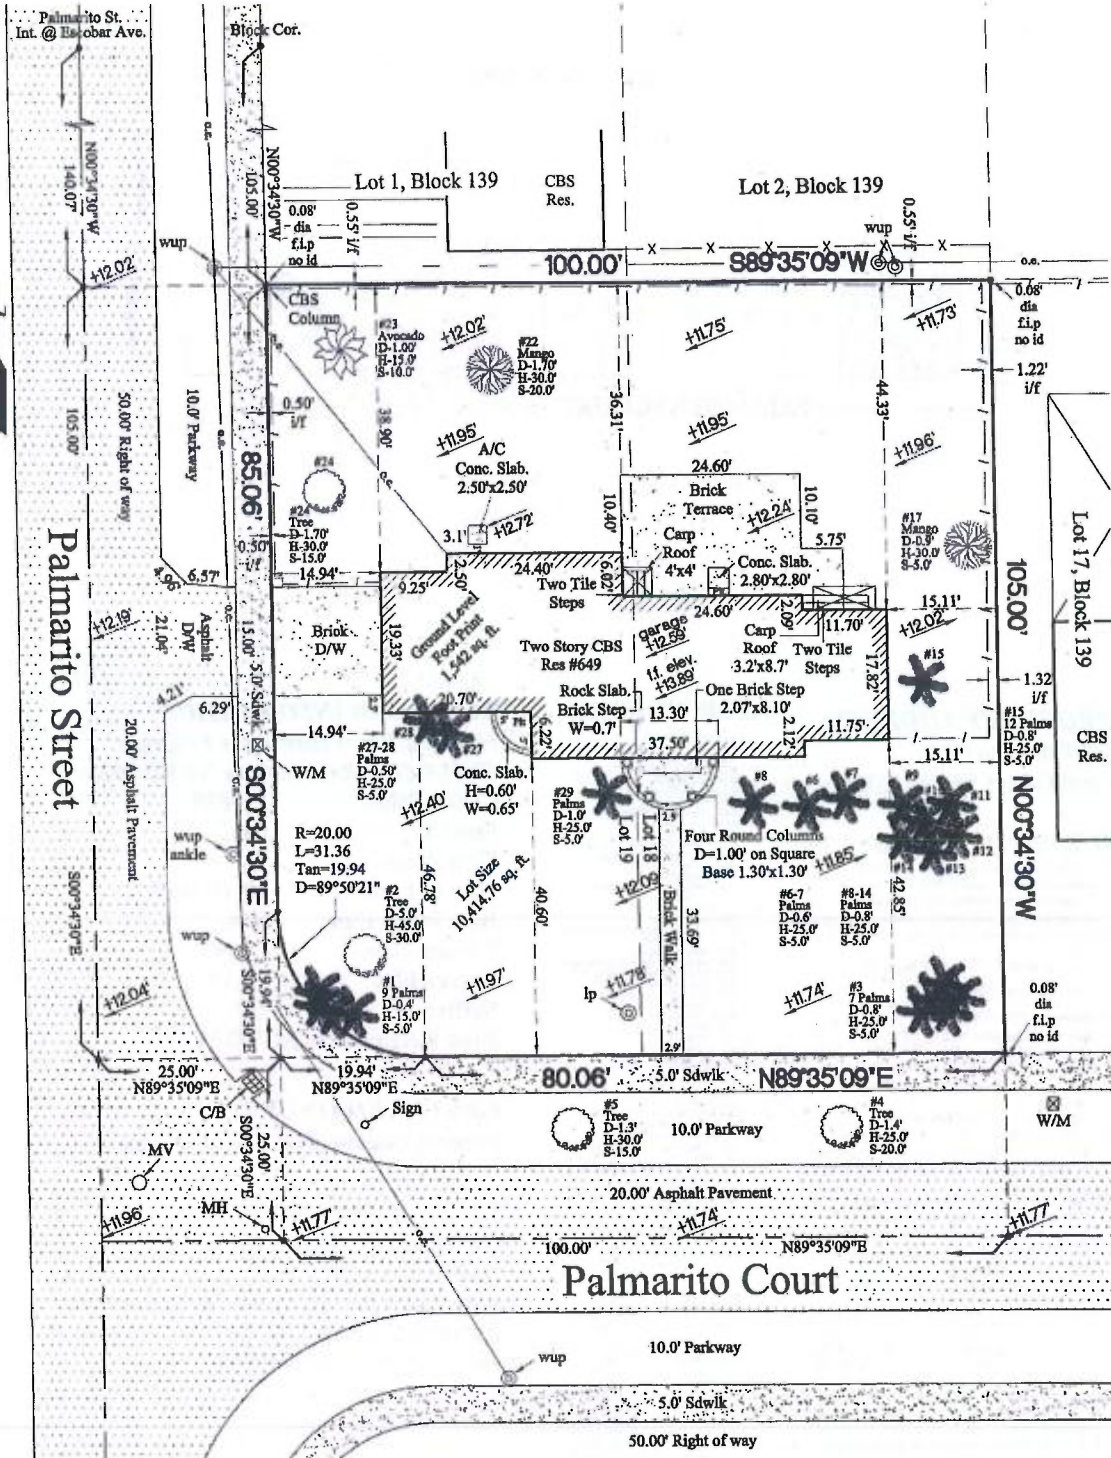 Palmarito St.
Int. @ Escobar Ave.
Block Cor.
o.e.
N00°34'30"W
140.07'
N00°34'30"W
105.00'
Lot 1, Block 139
CBS
Res.
Lot 2, Block 139
0.08'
dia
f.i.p
no id
0.55' i/f
wup
0.55' i/f
wup
+12.02'
100.00'
S89°35'09"W
o.e.
CBS
Column
#23
Avocado
D-1.00'
H-15.0'
S-10.0'
+12.02'
#22
Mango
D-1.70'
H-30.0'
S-20.0'
+11.75'
+11.73'
0.08'
dia
f.i.p
no id
1.22'
i/f
50.00' Right of way
105.00'
10.0' Parkway
o.e.
0.50'
i/f
38.90'
36.31'
44.33'
85.06'
+11.95'
+11.95'
+11.96'
A/C
Conc. Slab.
2.50'x2.50'
o.e.
24.60'
Brick
Terrace
#24
#24
Tree
D-1.70'
H-30.0'
S-15.0'
3.1'
+12.72'
10.40'
10.10'
+12.24'
#17
Mango
D-0.9'
H-30.0'
S-5.0'
Lot 17, Block 139
Palmarito Street
0.50'
i/f
4.96'
6.57'
14.94'
9.25'
2.50'
24.40'
Two Tile
Steps
6.02'
Carp
Roof
4'x4'
Conc. Slab.
2.80'x2.80'
5.75'
24.60'
2.09'
11.70'
15.11'
105.00'
+12.19'
21.04'
Asphalt
D/W
o.e.
15.00'
5.0' Sdwlk
Brick
D/W
19.33'
Ground Level
Foot Print
1,542 sq. ft.
Two Story CBS
Res #649
garage
+12.59'
f.f. elev.
+13.89'
Carp
Roof
3.2'x8.7'
Two Tile
Steps
17.82'
+12.02'
#15
4.21'
6.29'
20.70'
Rock Slab.
Brick Step
W=0.7'
13.30'
One Brick Step
2.07'x8.10'
1.32
i/f
#15
12 Palms
D-0.8'
H-25.0'
S-5.0'
CBS
Res.
14.94'
#28
#27
6.22'
37.50'
2.12'
11.75'
15.11'
W/M
#27-28
Palms
D-0.50'
H-25.0'
S-5.0'
Conc. Slab.
H=0.60'
W=0.65'
#29
Palms
D-1.0'
H-25.0'
S-5.0'
#8
#6
#7
#9
#11
#12
#13
#14
20.00' Asphalt Pavement
S00°34'30"E
+12.40'
2.9'
wup
ankle
S00°34'30"E
R=20.00
L=31.36
Tan=19.94
D=89°50'21"
46.78'
Lot Size
10,414.76 sq. ft.
40.60'
Lot 19
Lot 18
Four Round Columns
D=1.00' on Square
Base 1.30'x1.30'
+11.85'
42.85'
N00°34'30"W
#2
Tree
D-5.0'
H-45.0'
S-30.0'
+12.09
Brick Walk
33.69'
#6-7
Palms
D-0.6'
H-25.0'
S-5.0'
#8-14
Palms
D-0.8'
H-25.0'
S-5.0'
wup
+12.04'
19.94'
S00°34'30"E
#1
9 Palms
D-0.4'
H-15.0'
S-5.0'
+11.97'
lp
+11.78'
+11.74'
#3
7 Palms
D-0.8'
H-25.0'
S-5.0'
0.08'
dia
f.i.p
no id
2.9'
25.00'
N89°35'09"E
19.94'
N89°35'09"E
80.06'
5.0' Sdwlk
N89°35'09"E
C/B
Sign
#5
Tree
D-1.3'
H-30.0'
S-15.0'
10.0' Parkway
#4
Tree
D-1.4'
H-25.0'
S-20.0'
W/M
MV
25.00'
S00°34'30"E
20.00' Asphalt Pavement
MH
+11.96'
+11.77'
o.e.
+11.74'
+11.77'
100.00'
N89°35'09"E
Palmarito Court
10.0' Parkway
wup
5.0' Sdwlk
50.00' Right of way